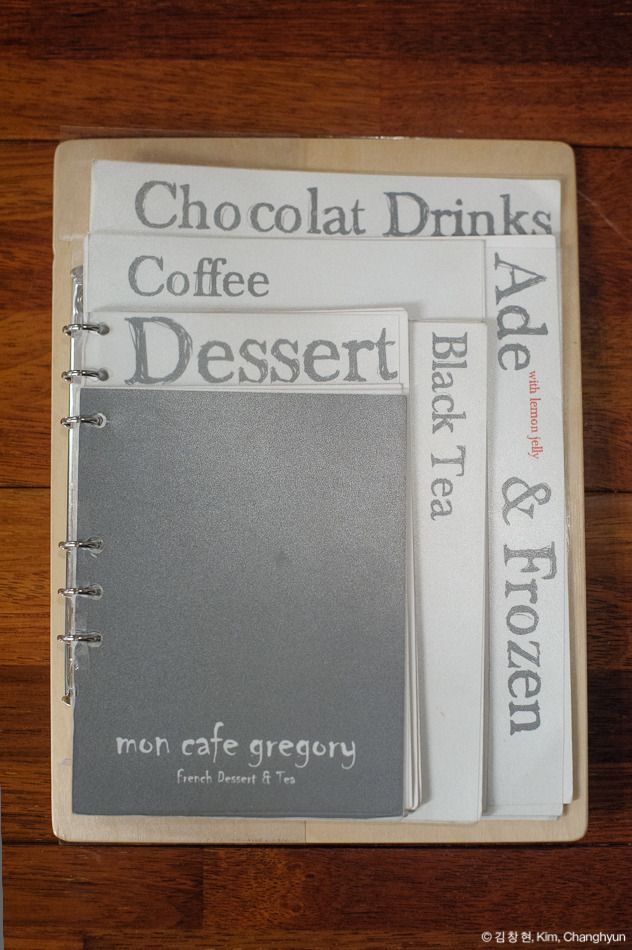 Chocolat Drinks
Coffee
Ade
with lemon jelly
& Frozen
Dessert
Black Tea
mon cafe gregory
French Dessert & Tea
© 김창현, Kim, Changhyun